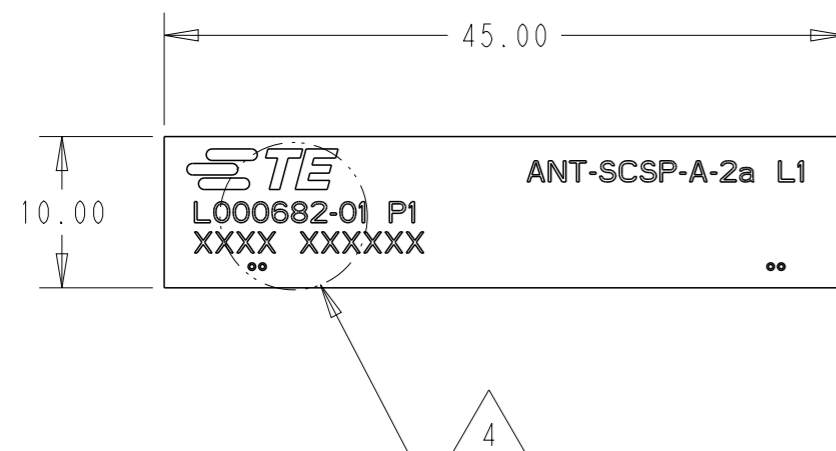 45.00
TE
ANT-SCSP-A-2a L1
10.00
L000682-01 P1
XXXX XXXXXX
4